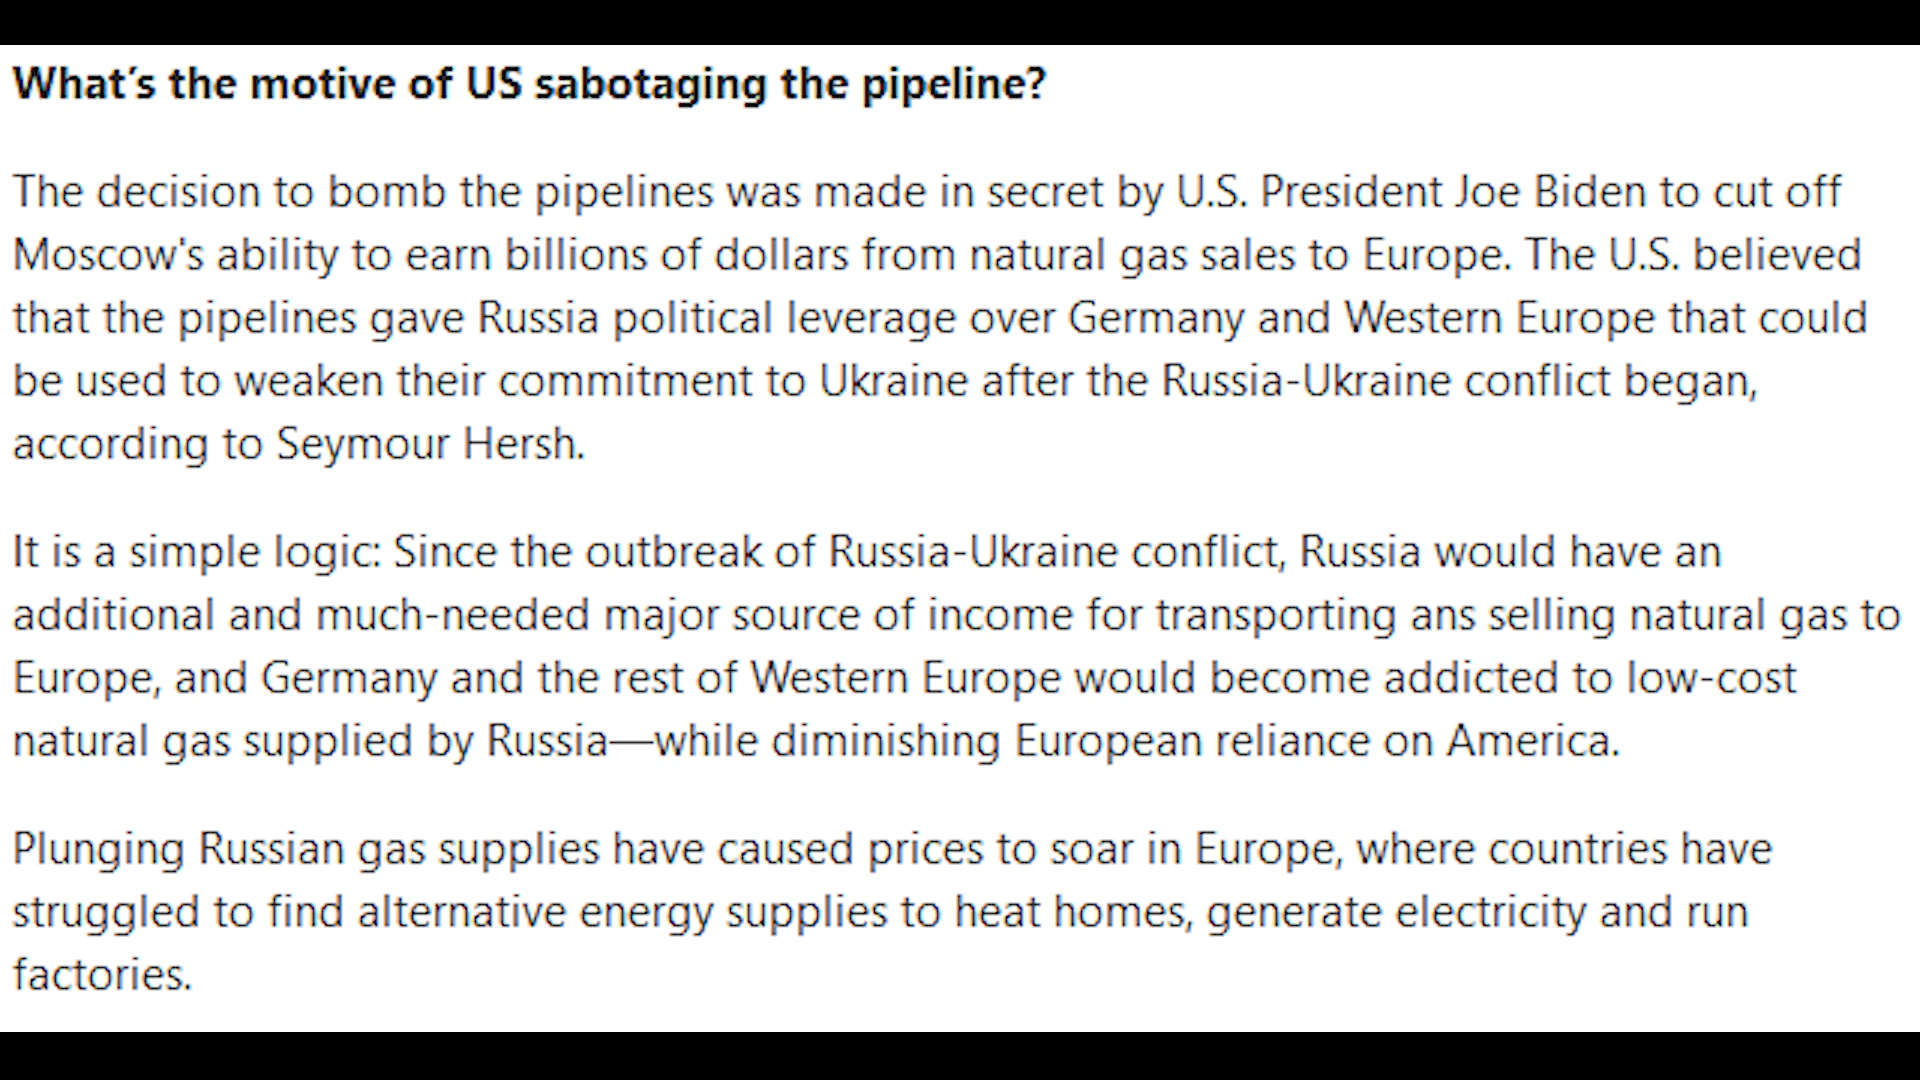 What’s the motive of US sabotaging the pipeline?
The decision to bomb the pipelines was made in secret by U.S. President Joe Biden to cut off
Moscow's ability to earn billions of dollars from natural gas sales to Europe. The U.S. believed
that the pipelines gave Russia political leverage over Germany and Western Europe that could
be used to weaken their commitment to Ukraine after the Russia-Ukraine conflict began,
according to Seymour Hersh.
It is a simple logic: Since the outbreak of Russia-Ukraine conflict, Russia would have an
additional and much-needed major source of income for transporting ans selling natural gas to
Europe, and Germany and the rest of Western Europe would become addicted to low-cost
natural gas supplied by Russia—while diminishing European reliance on America.
Plunging Russian gas supplies have caused prices to soar in Europe, where countries have
struggled to find alternative energy supplies to heat homes, generate electricity and run
factories.